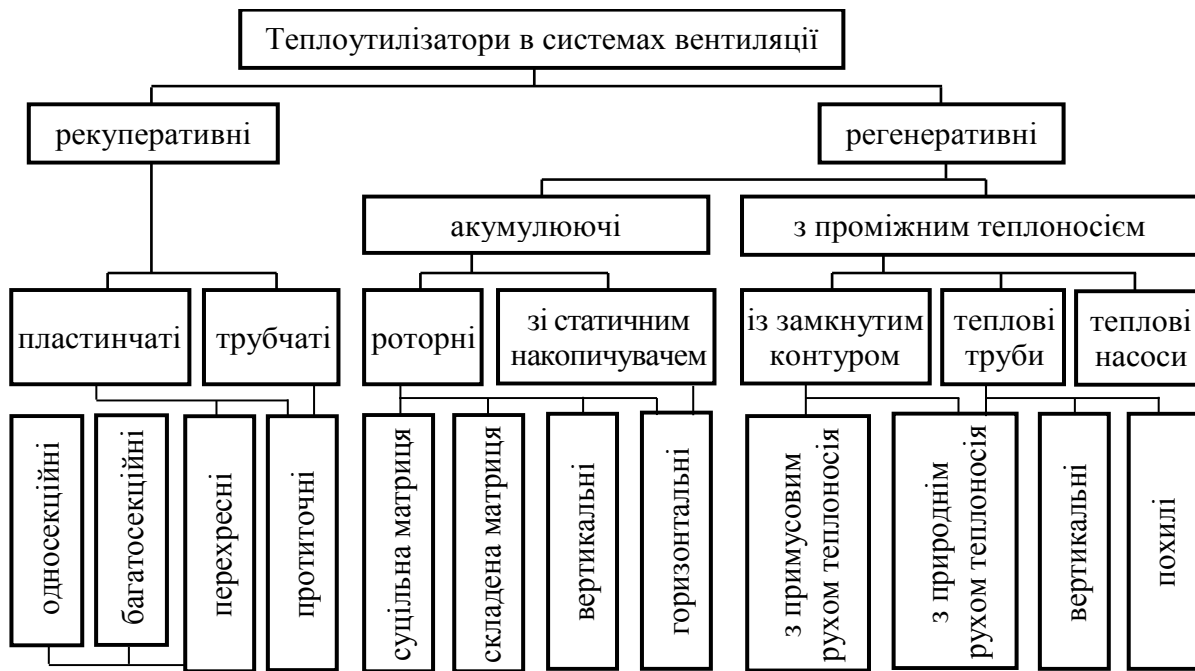 Теплоутилізатори в системах вентиляції
рекуперативні
регенеративні
акумулюючі
з проміжним теплоносієм
пластинчаті
трубчаті
роторні
зі статичним
накопичувачем
із замкнутим
контуром
теплові
труби
теплові
насоси
односекційні
багатосекційні
перехресні
протиточні
суцільна матриця
складена матриця
вертикальні
горизонтальні
з примусовим
рухом теплоносія
з природнім
рухом теплоносія
вертикальні
похилі